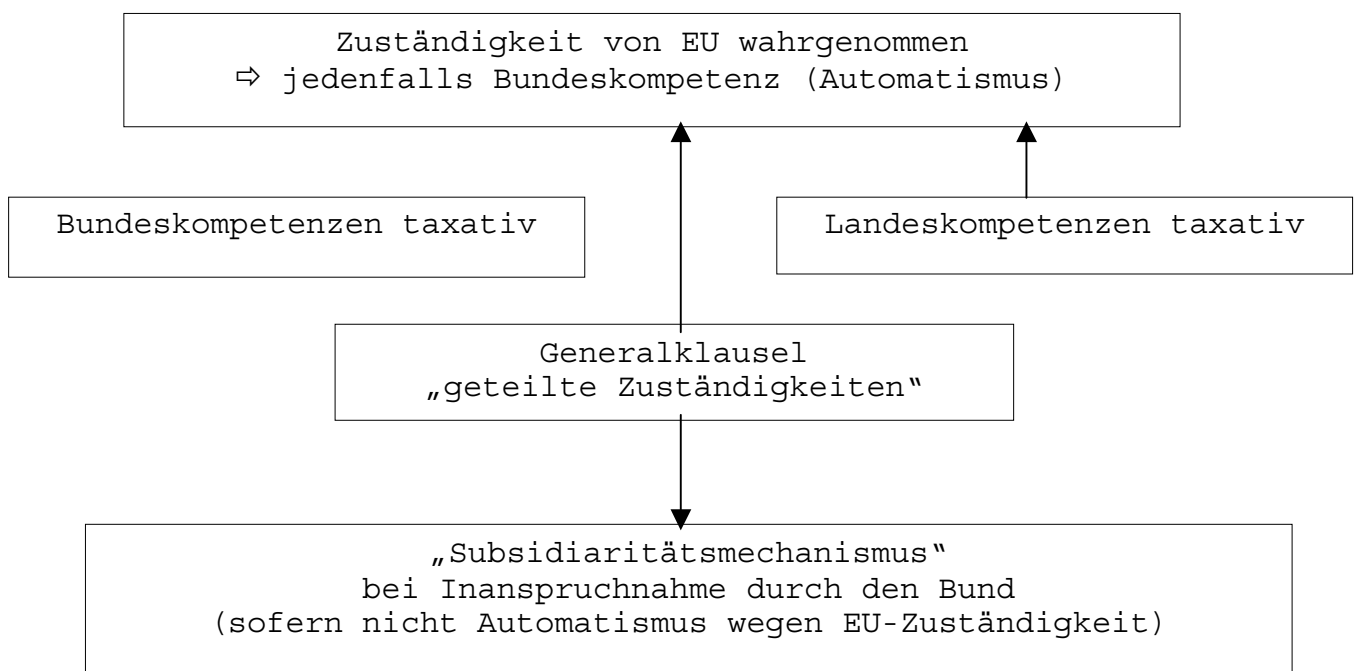 Zuständigkeit von EU wahrgenommen
⇨ jedenfalls Bundeskompetenz (Automatismus)
Bundeskompetenzen taxativ
Landeskompetenzen taxativ
Generalklausel
„geteilte Zuständigkeiten“
„Subsidiaritätsmechanismus“
bei Inanspruchnahme durch den Bund
(sofern nicht Automatismus wegen EU-Zuständigkeit)